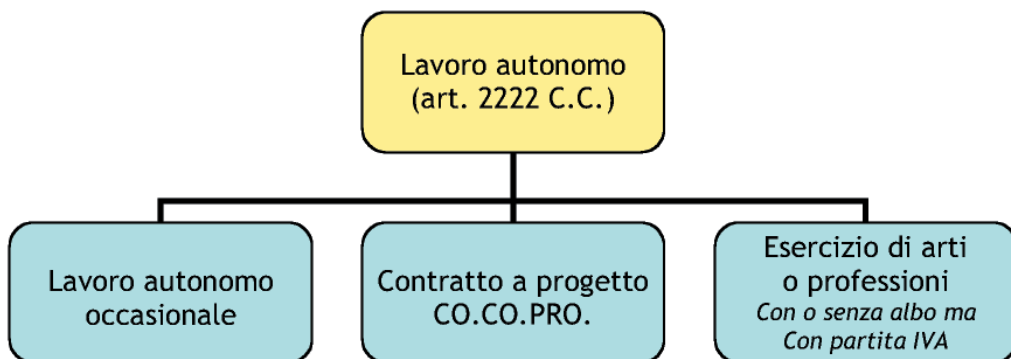 Lavoro autonomo
(art. 2222 C.C.)
Lavoro autonomo
occasionale
Contratto a progetto
CO.CO.PRO.
Esercizio di arti
o professioni
Con o senza albo ma
Con partita IVA